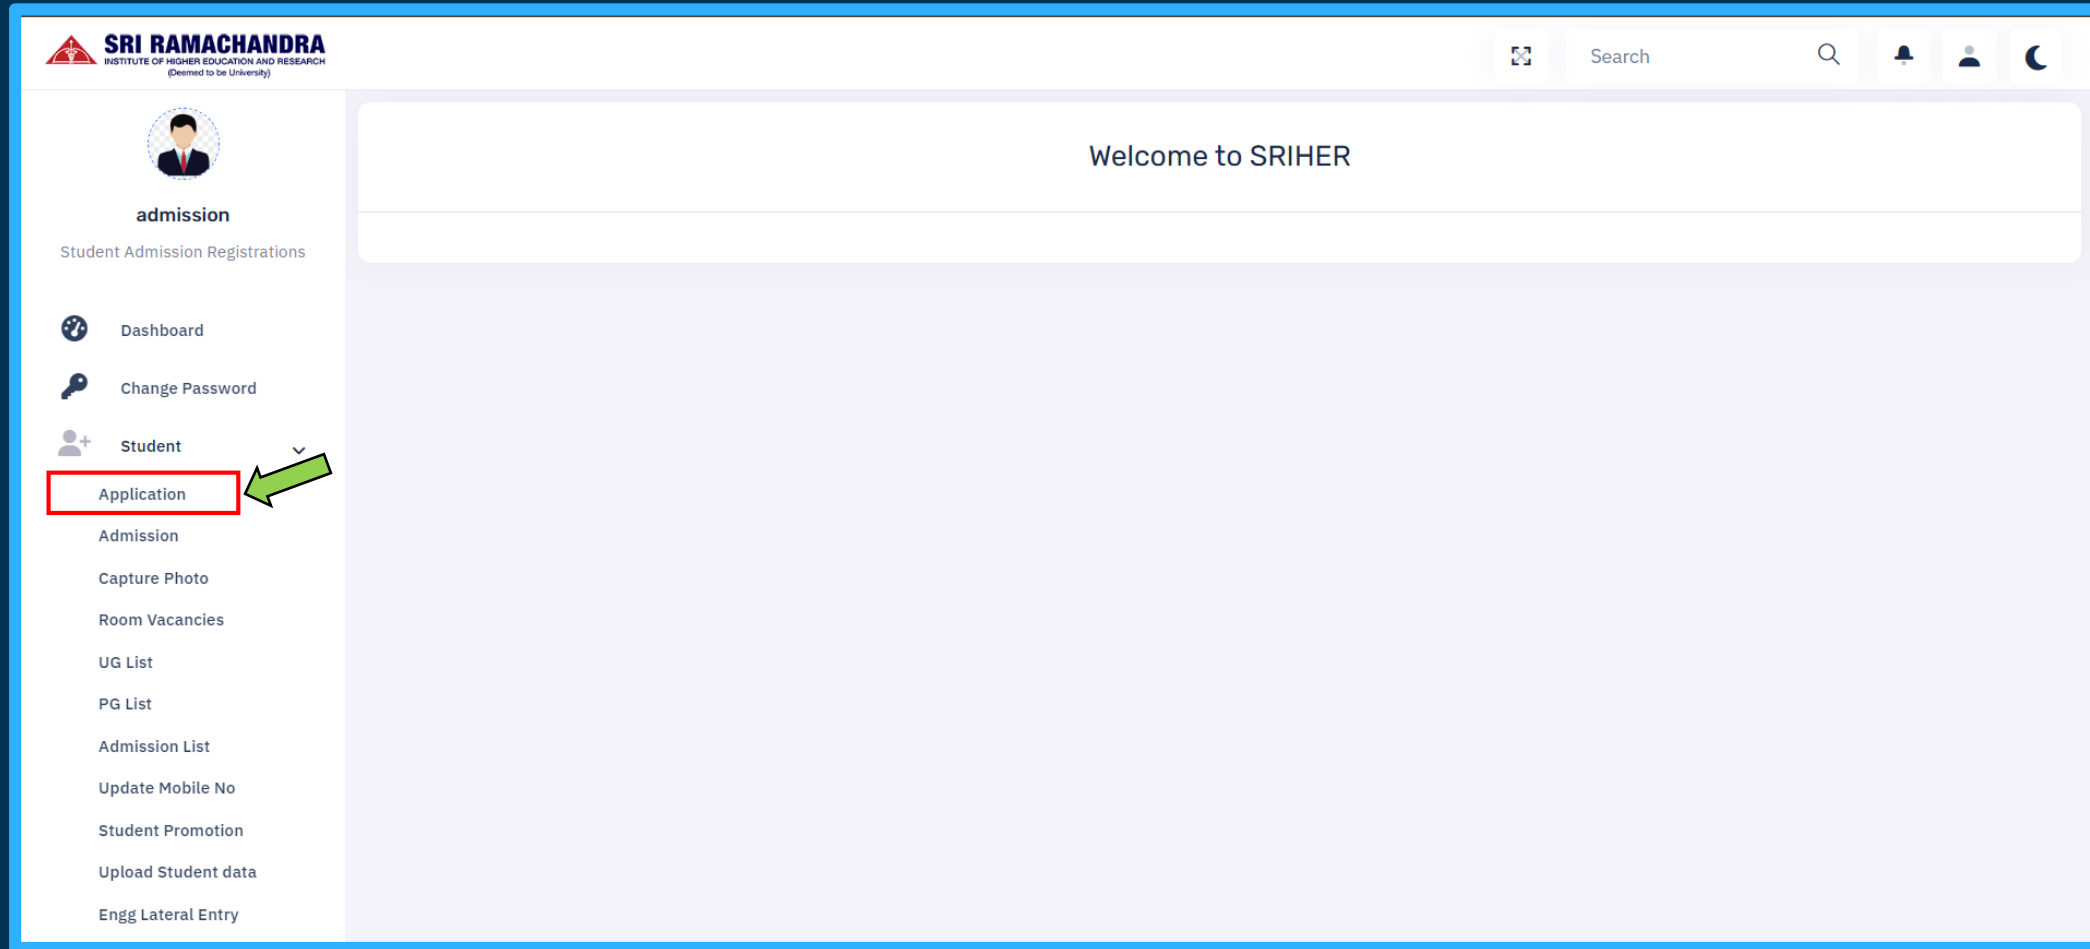 SRI RAMACHANDRA
INSTITUTE OF HIGHER EDUCATION AND RESEARCH
(Deemed to be University)
Search
Welcome to SRIHER
admission
Student Admission Registrations
Dashboard
Change Password
Student
Application
Admission
Capture Photo
Room Vacancies
UG List
PG List
Admission List
Update Mobile No
Student Promotion
Upload Student data
Engg Lateral Entry